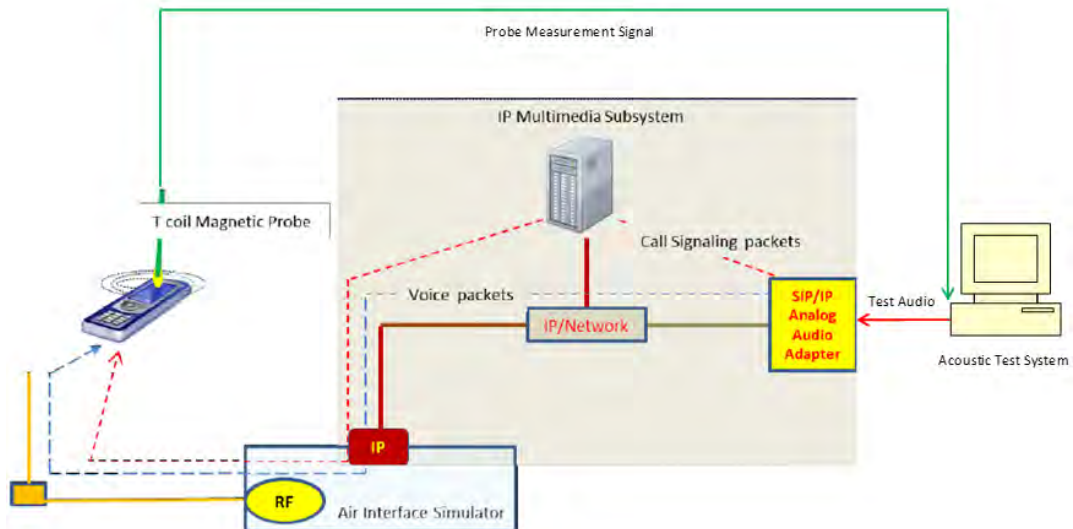 Probe Measurement Signal
IP Multimedia Subsystem
T coil Magnetic Probe
Call Signaling packets
Voice packets
IP/Network
SIP/IP
Analog
Audio
Adapter
Test Audio
Acoustic Test System
IP
RF
Air Interface Simulator